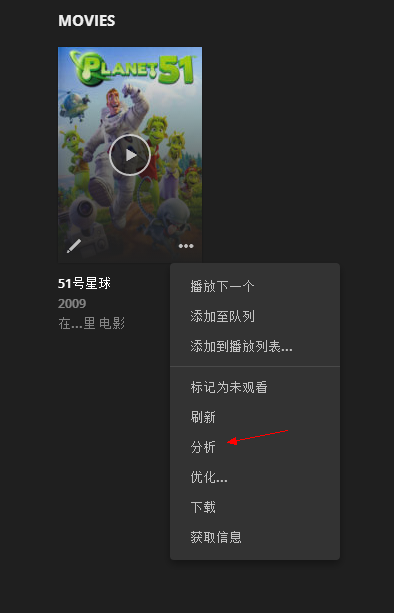 MOVIES
PLANET 51
51号星球
2009
在...里 电影
播放下一个
添加至队列
添加到播放列表...
标记为未观看
刷新
分析
优化...
下载
获取信息